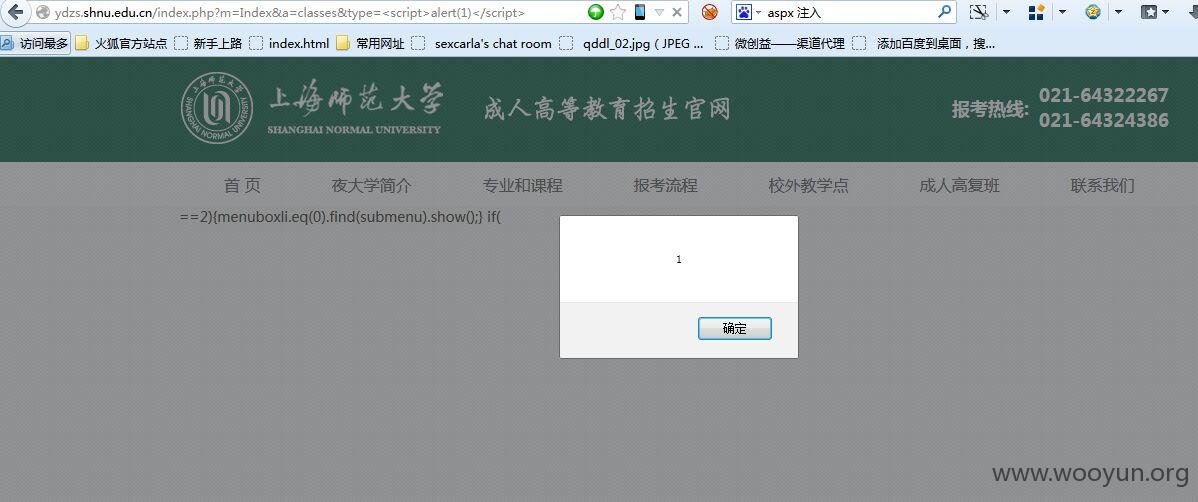 ydzs.shnu.edu.cn/index.php?m=Index&a=classes&type=<script>alert(1)</script>
aspx 注入
访问最多 火狐官方站点 新手上路 index.html 常用网址 sexcarla's chat room qddl_02.jpg ( JPEG ... 微创益——渠道代理 添加百度到桌面，搜...
上海师范大学
SHANGHAI NORMAL UNIVERSITY
成人高等教育招生官网
报考热线:
021-64322267
021-64324386
首 页 夜大学简介 专业和课程 报考流程 校外教学点 成人高复班 联系我们
==2){menuboxli.eq(0).find(submenu).show();} if(
1
确定
www.wooyun.org